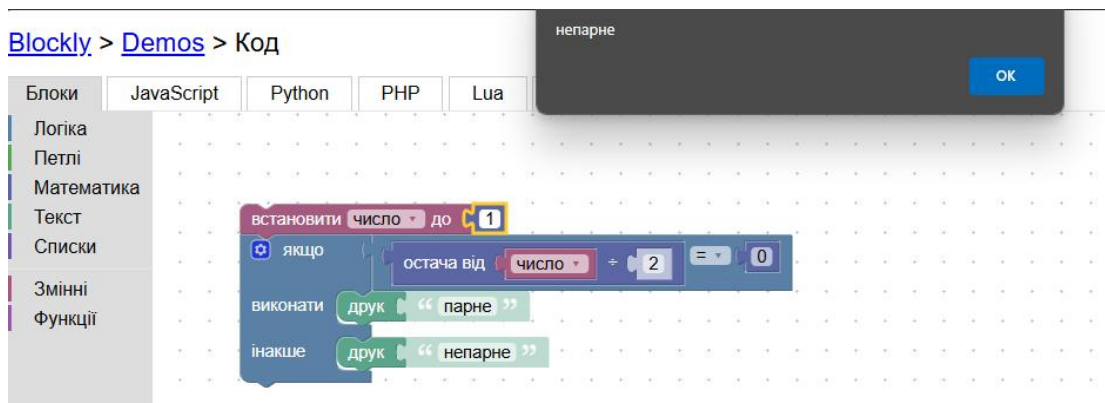 непарне
OK
Blockly > Demos > Код
Блоки JavaScript Python PHP Lua
Логіка
Петлі
Математика
Текст
Списки
Змінні
Функції
встановити число до 1
якщо остача від число ÷ 2 = 0
виконати друк “ парне ”
інакше друк “ непарне ”